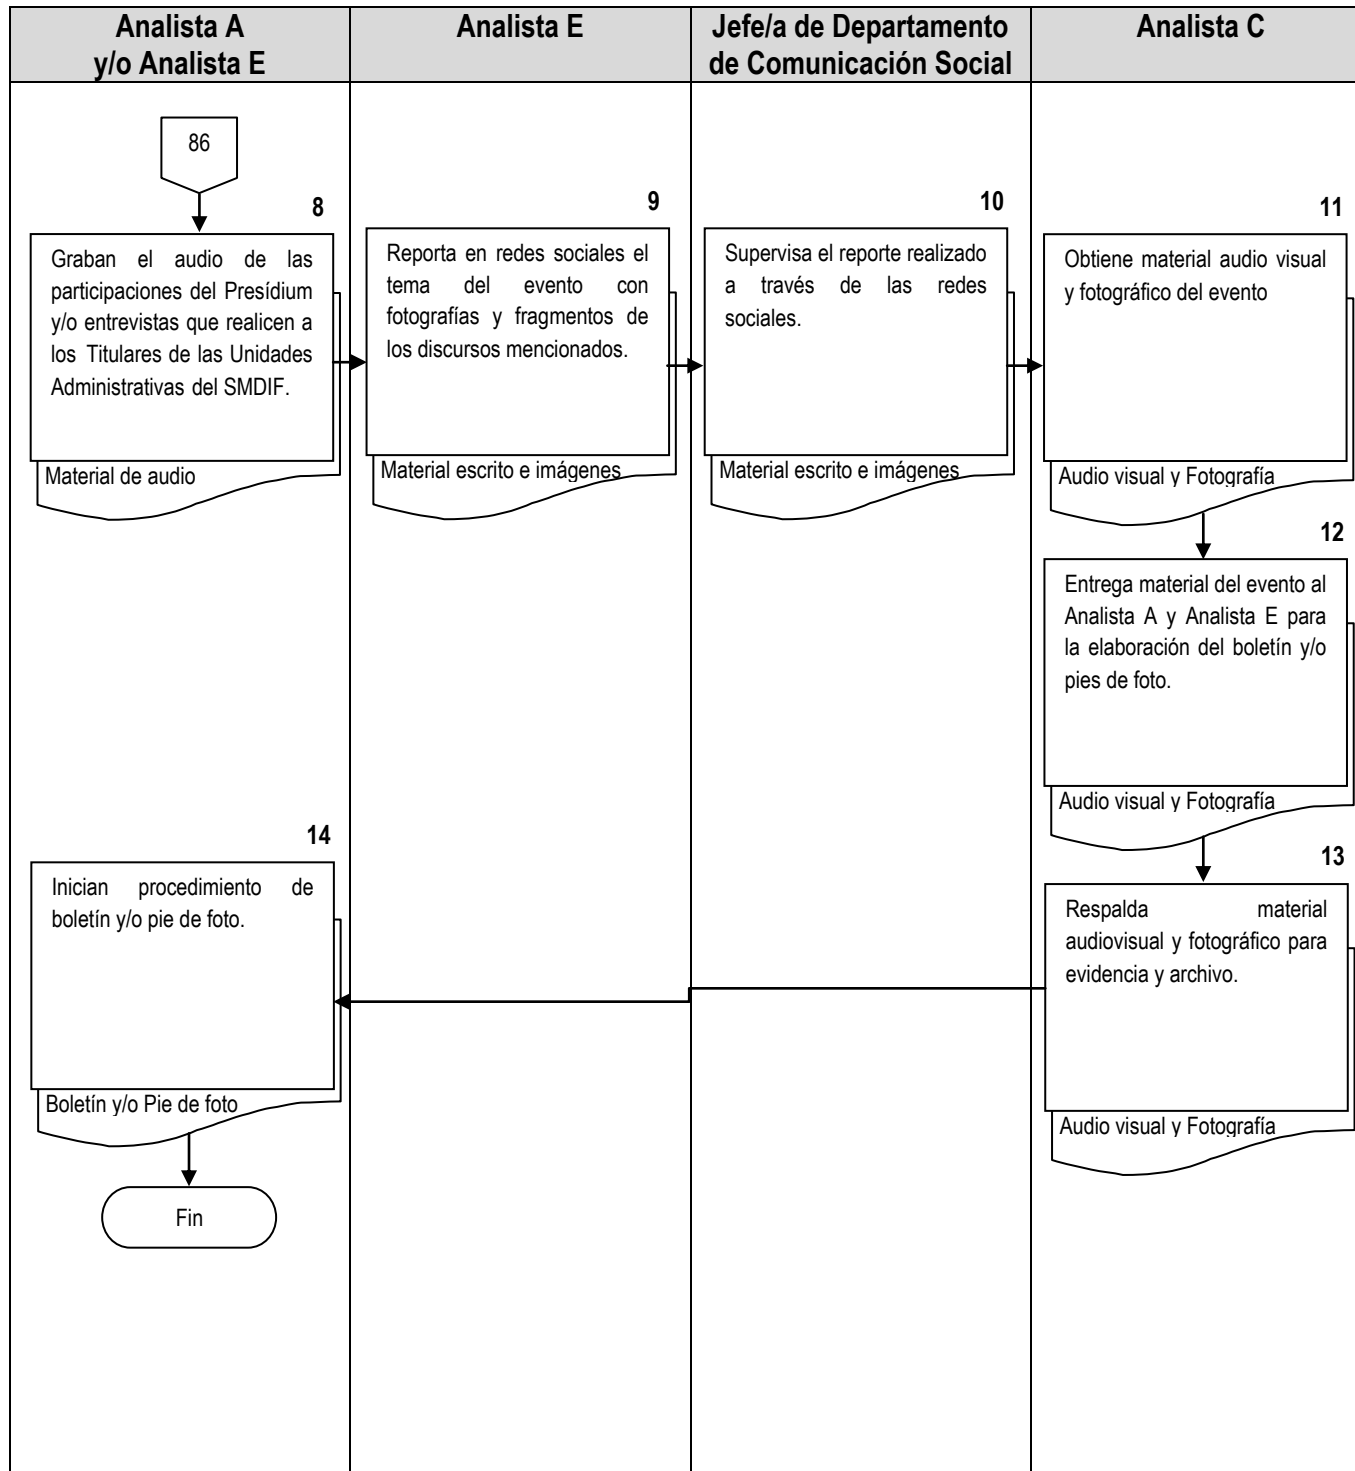 Analista A
y/o Analista E
Analista E
Jefe/a de Departamento
de Comunicación Social
Analista C
86
8
Graban el audio de las
participaciones del Presídium
y/o entrevistas que realicen a
los Titulares de las Unidades
Administrativas del SMDIF.
Material de audio
9
Reporta en redes sociales el
tema del evento con
fotografías y fragmentos de
los discursos mencionados.
Material escrito e imágenes
10
Supervisa el reporte realizado
a través de las redes
sociales.
Material escrito e imágenes
11
Obtiene material audio visual
y fotográfico del evento
Audio visual y Fotografía
12
Entrega material del evento al
Analista A y Analista E para
la elaboración del boletín y/o
pies de foto.
Audio visual y Fotografía
13
Respalda material
audiovisual y fotográfico para
evidencia y archivo.
Audio visual y Fotografía
14
Inician procedimiento de
boletín y/o pie de foto.
Boletín y/o Pie de foto
Fin